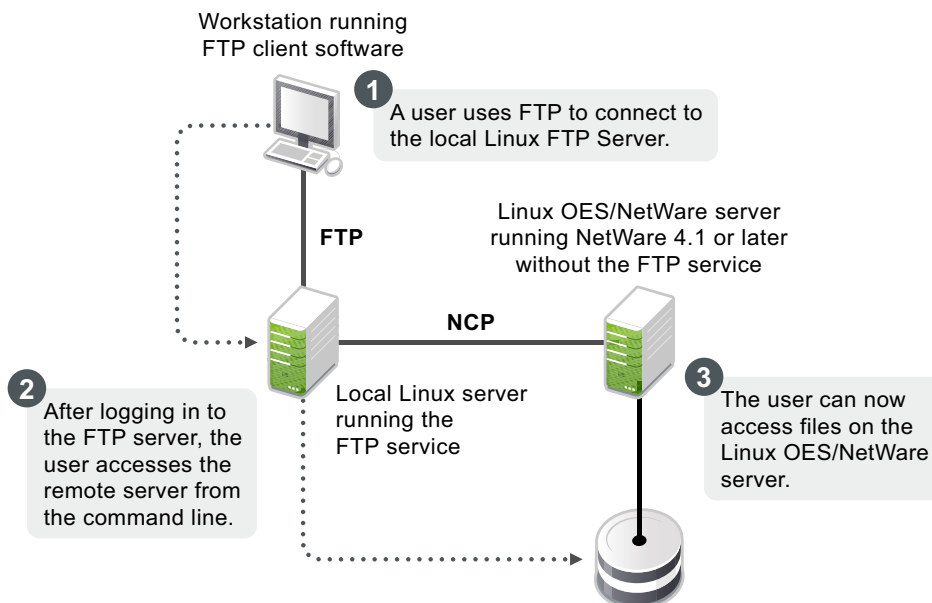 Workstation running
FTP client software
1
A user uses FTP to connect to
the local Linux FTP Server.
FTP
Linux OES/NetWare server
running NetWare 4.1 or later
without the FTP service
NCP
2
After logging in to
the FTP server, the
user accesses the
remote server from
the command line.
Local Linux server
running the
FTP service
3
The user can now
access files on the
Linux OES/NetWare
server.